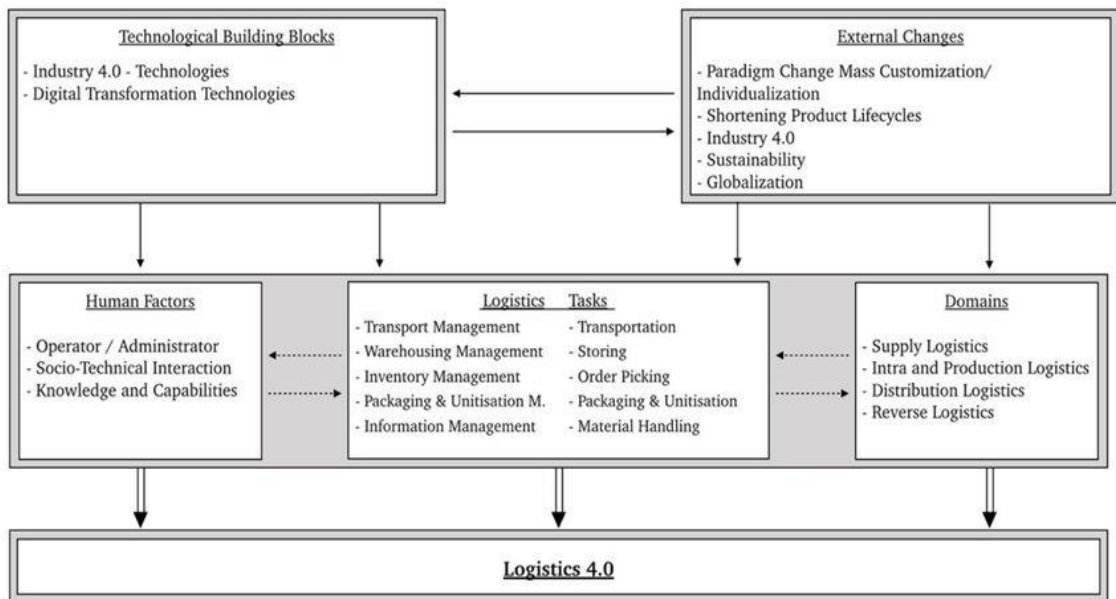 Technological Building Blocks
- Industry 4.0 - Technologies
- Digital Transformation Technologies
External Changes
- Paradigm Change Mass Customization/
Individualization
- Shortening Product Lifecycles
- Industry 4.0
- Sustainability
- Globalization
Human Factors
- Operator / Administrator
- Socio-Technical Interaction
- Knowledge and Capabilities
Logistics Tasks
- Transport Management - Transportation
- Warehousing Management - Storing
- Inventory Management - Order Picking
- Packaging & Unitisation M. - Packaging & Unitisation
- Information Management - Material Handling
Domains
- Supply Logistics
- Intra and Production Logistics
- Distribution Logistics
- Reverse Logistics
Logistics 4.0